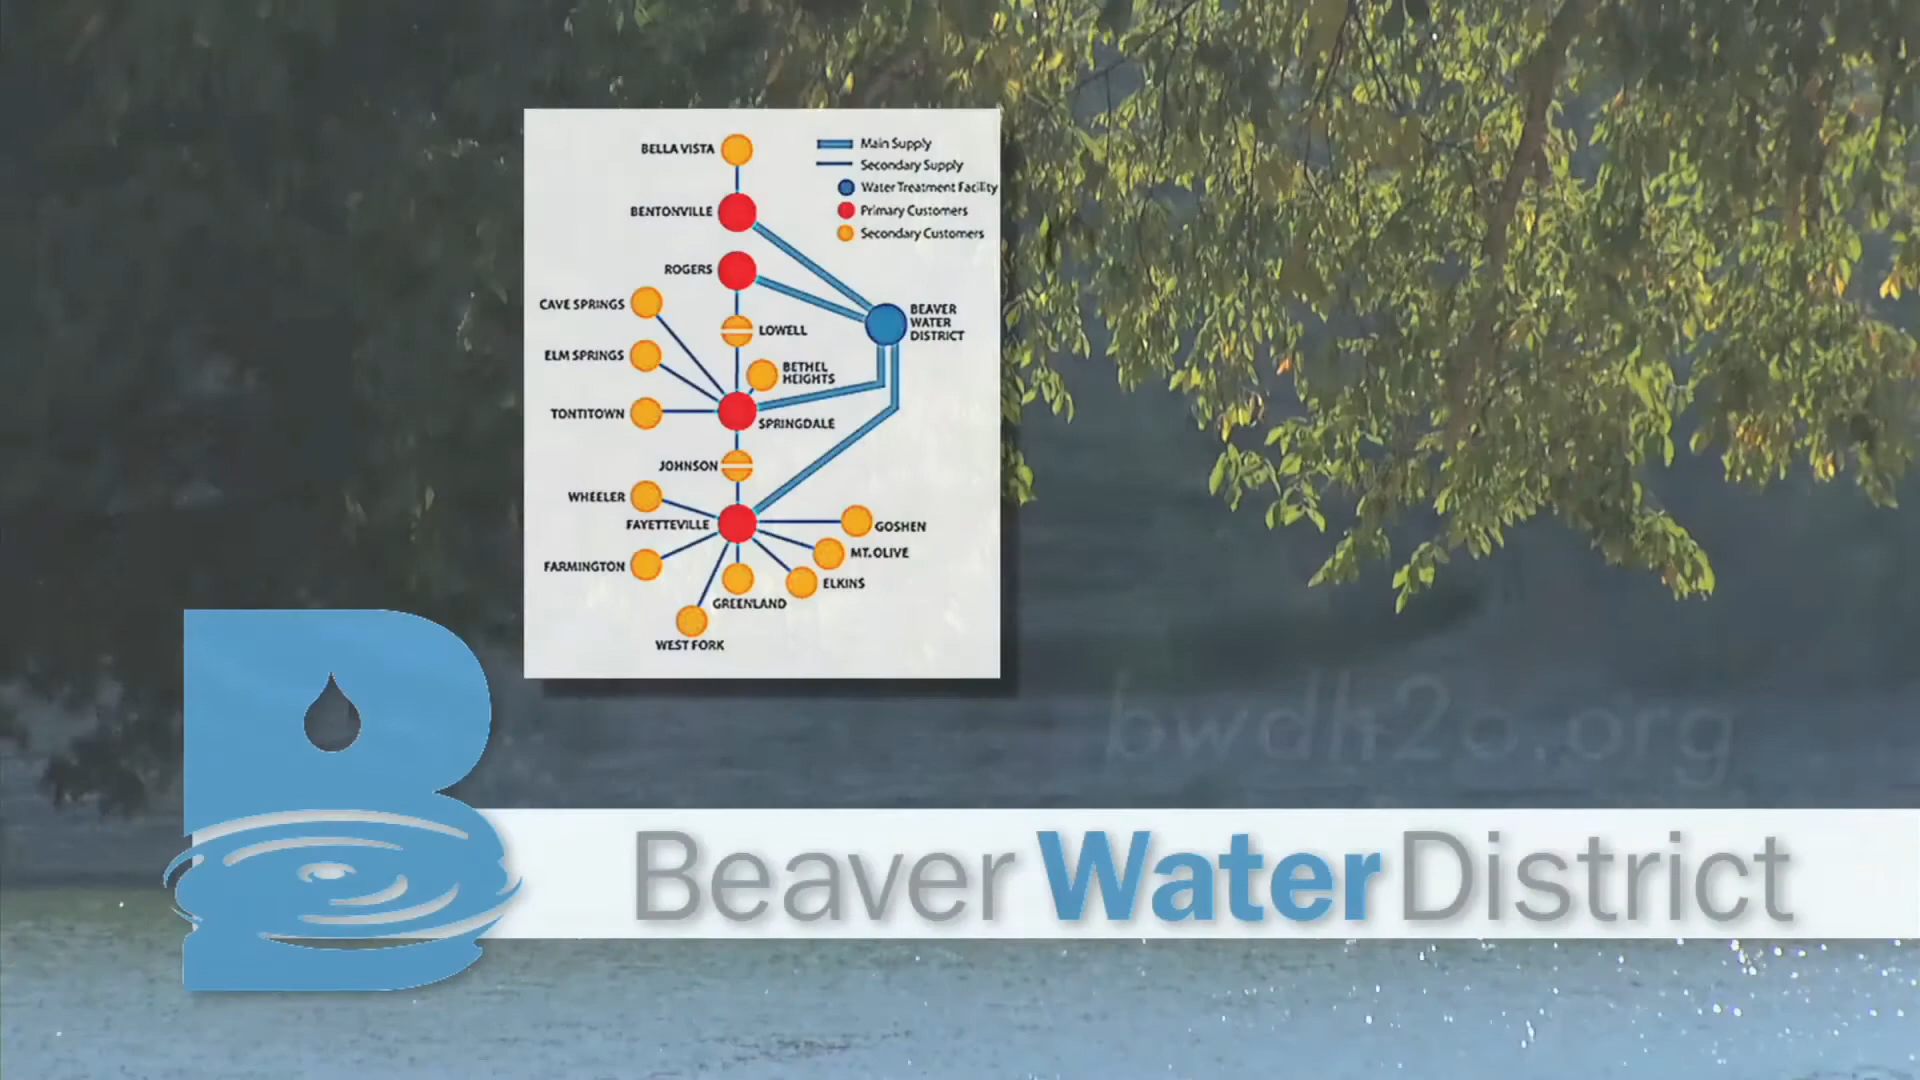 BELLA VISTA
Main Supply
Secondary Supply
Water Treatment Facility
BENTONVILLE
Primary Customers
Secondary Customers
ROGERS
CAVE SPRINGS
BEAVER
WATER
DISTRICT
LOWELL
ELM SPRINGS
BETHEL
HEIGHTS
TONTITOWN
SPRINGDALE
JOHNSON
WHEELER
FAYETTEVILLE
GOSHEN
MT. OLIVE
FARMINGTON
ELKINS
GREENLAND
WEST FORK
bwdh2o.org
B
Beaver Water District